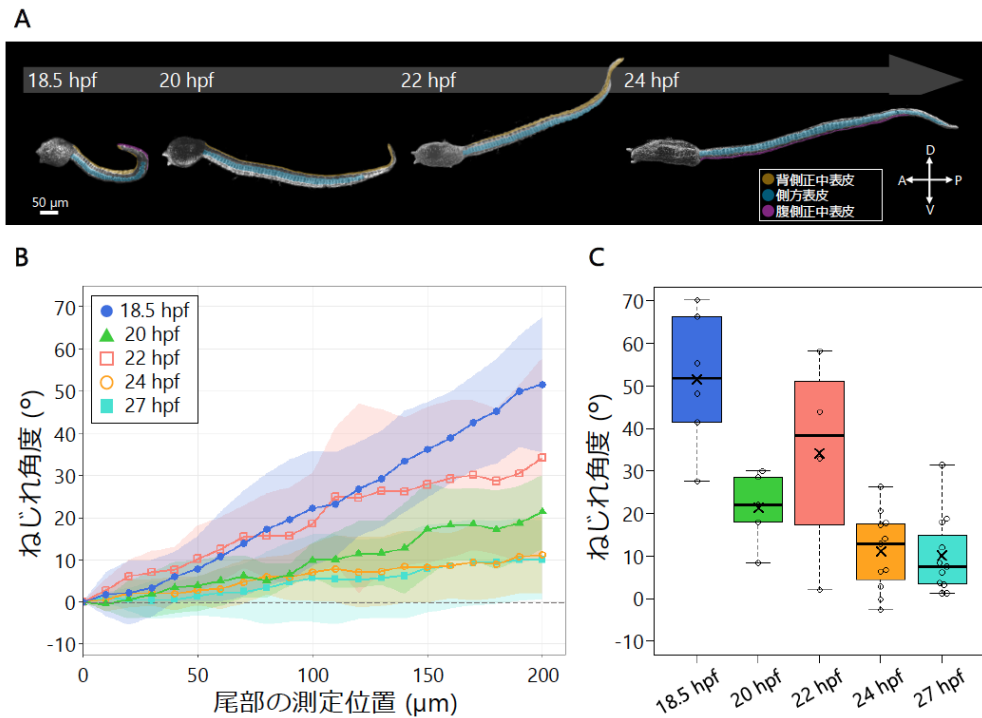 A
18.5 hpf
20 hpf
22 hpf
24 hpf
50 μm
背側正中表皮
側方表皮
腹側正中表皮
D
A
P
V
B
ねじれ角度 (º)
70
60
50
40
30
20
10
0
-10
18.5 hpf
20 hpf
22 hpf
24 hpf
27 hpf
0
50
100
150
200
尾部の測定位置 (μm)
C
ねじれ角度 (º)
70
60
50
40
30
20
10
0
-10
18.5 hpf
20 hpf
22 hpf
24 hpf
27 hpf